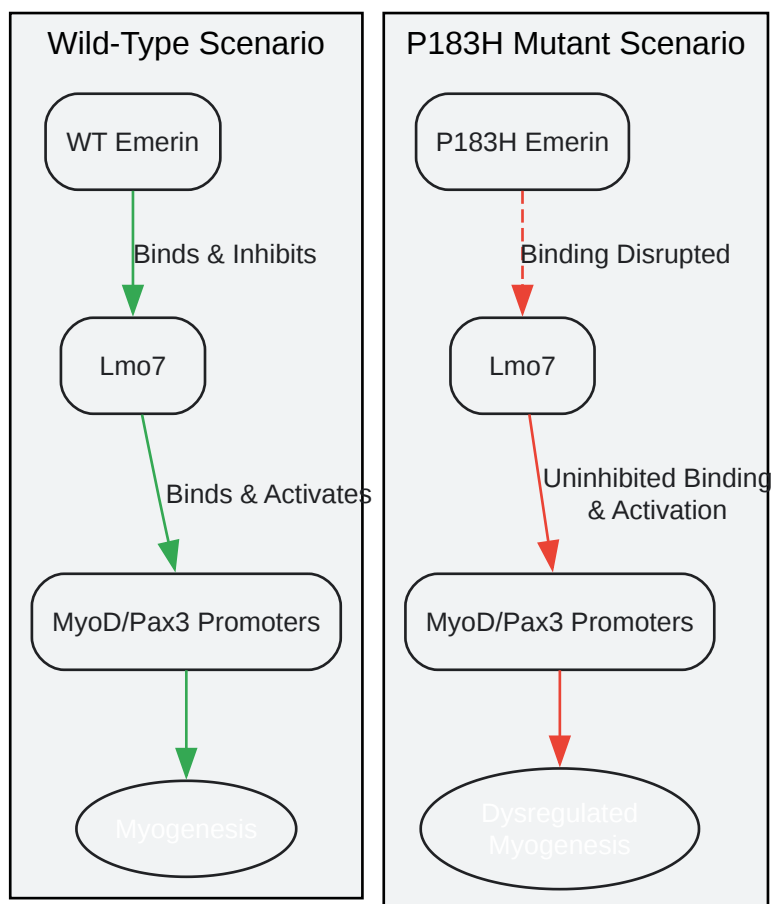 Wild-Type Scenario
WT Emerin
Binds & Inhibits
Lmo7
Binds & Activates
MyoD/Pax3 Promoters
Myogenesis
P183H Mutant Scenario
P183H Emerin
Binding Disrupted
Lmo7
Uninhibited Binding
& Activation
MyoD/Pax3 Promoters
Dysregulated
Myogenesis